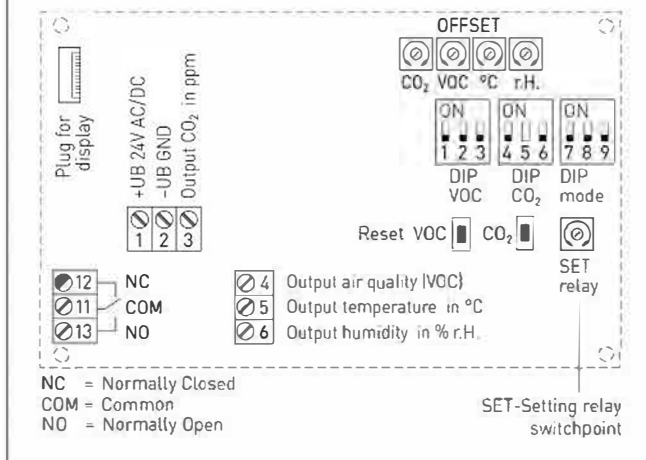 OFFSET
CO₂ VOC °C r.H.
Plug for
display
+UB 24V AC/DC
-UB GND
Output CO₂ in ppm
1 2 3
ON ON ON
1 2 3 4 5 6 7 8 9
DIP DIP DIP
VOC CO₂ mode
Reset VOC CO₂
SET
relay
12 NC
11 COM
13 NO
4 Output air quality (VOC)
5 Output temperature in °C
6 Output humidity in % r.H.
NC = Normally Closed
COM = Common
NO = Normally Open
SET-Setting relay
switchpoint